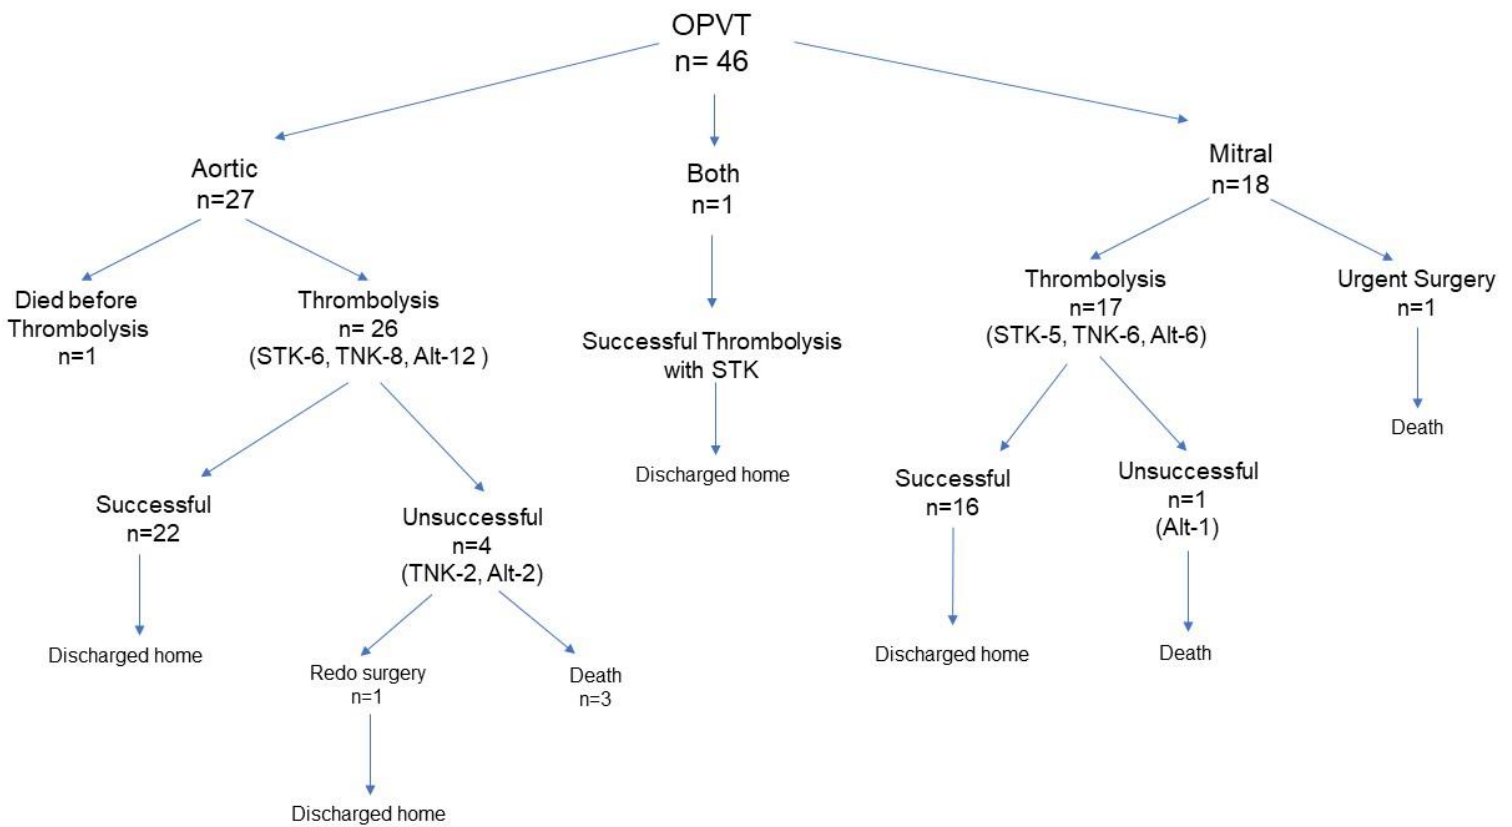 OPVT
n= 46
Aortic
n=27
Both
n=1
Mitral
n=18
Died before
Thrombolysis
n=1
Thrombolysis
n= 26
(STK-6, TNK-8, Alt-12 )
Successful Thrombolysis
with STK
Thrombolysis
n=17
(STK-5, TNK-6, Alt-6)
Urgent Surgery
n=1
Death
Discharged home
Successful
n=22
Unsuccessful
n=4
(TNK-2, Alt-2)
Successful
n=16
Unsuccessful
n=1
(Alt-1)
Discharged home
Redo surgery
n=1
Death
n=3
Discharged home
Death
Discharged home